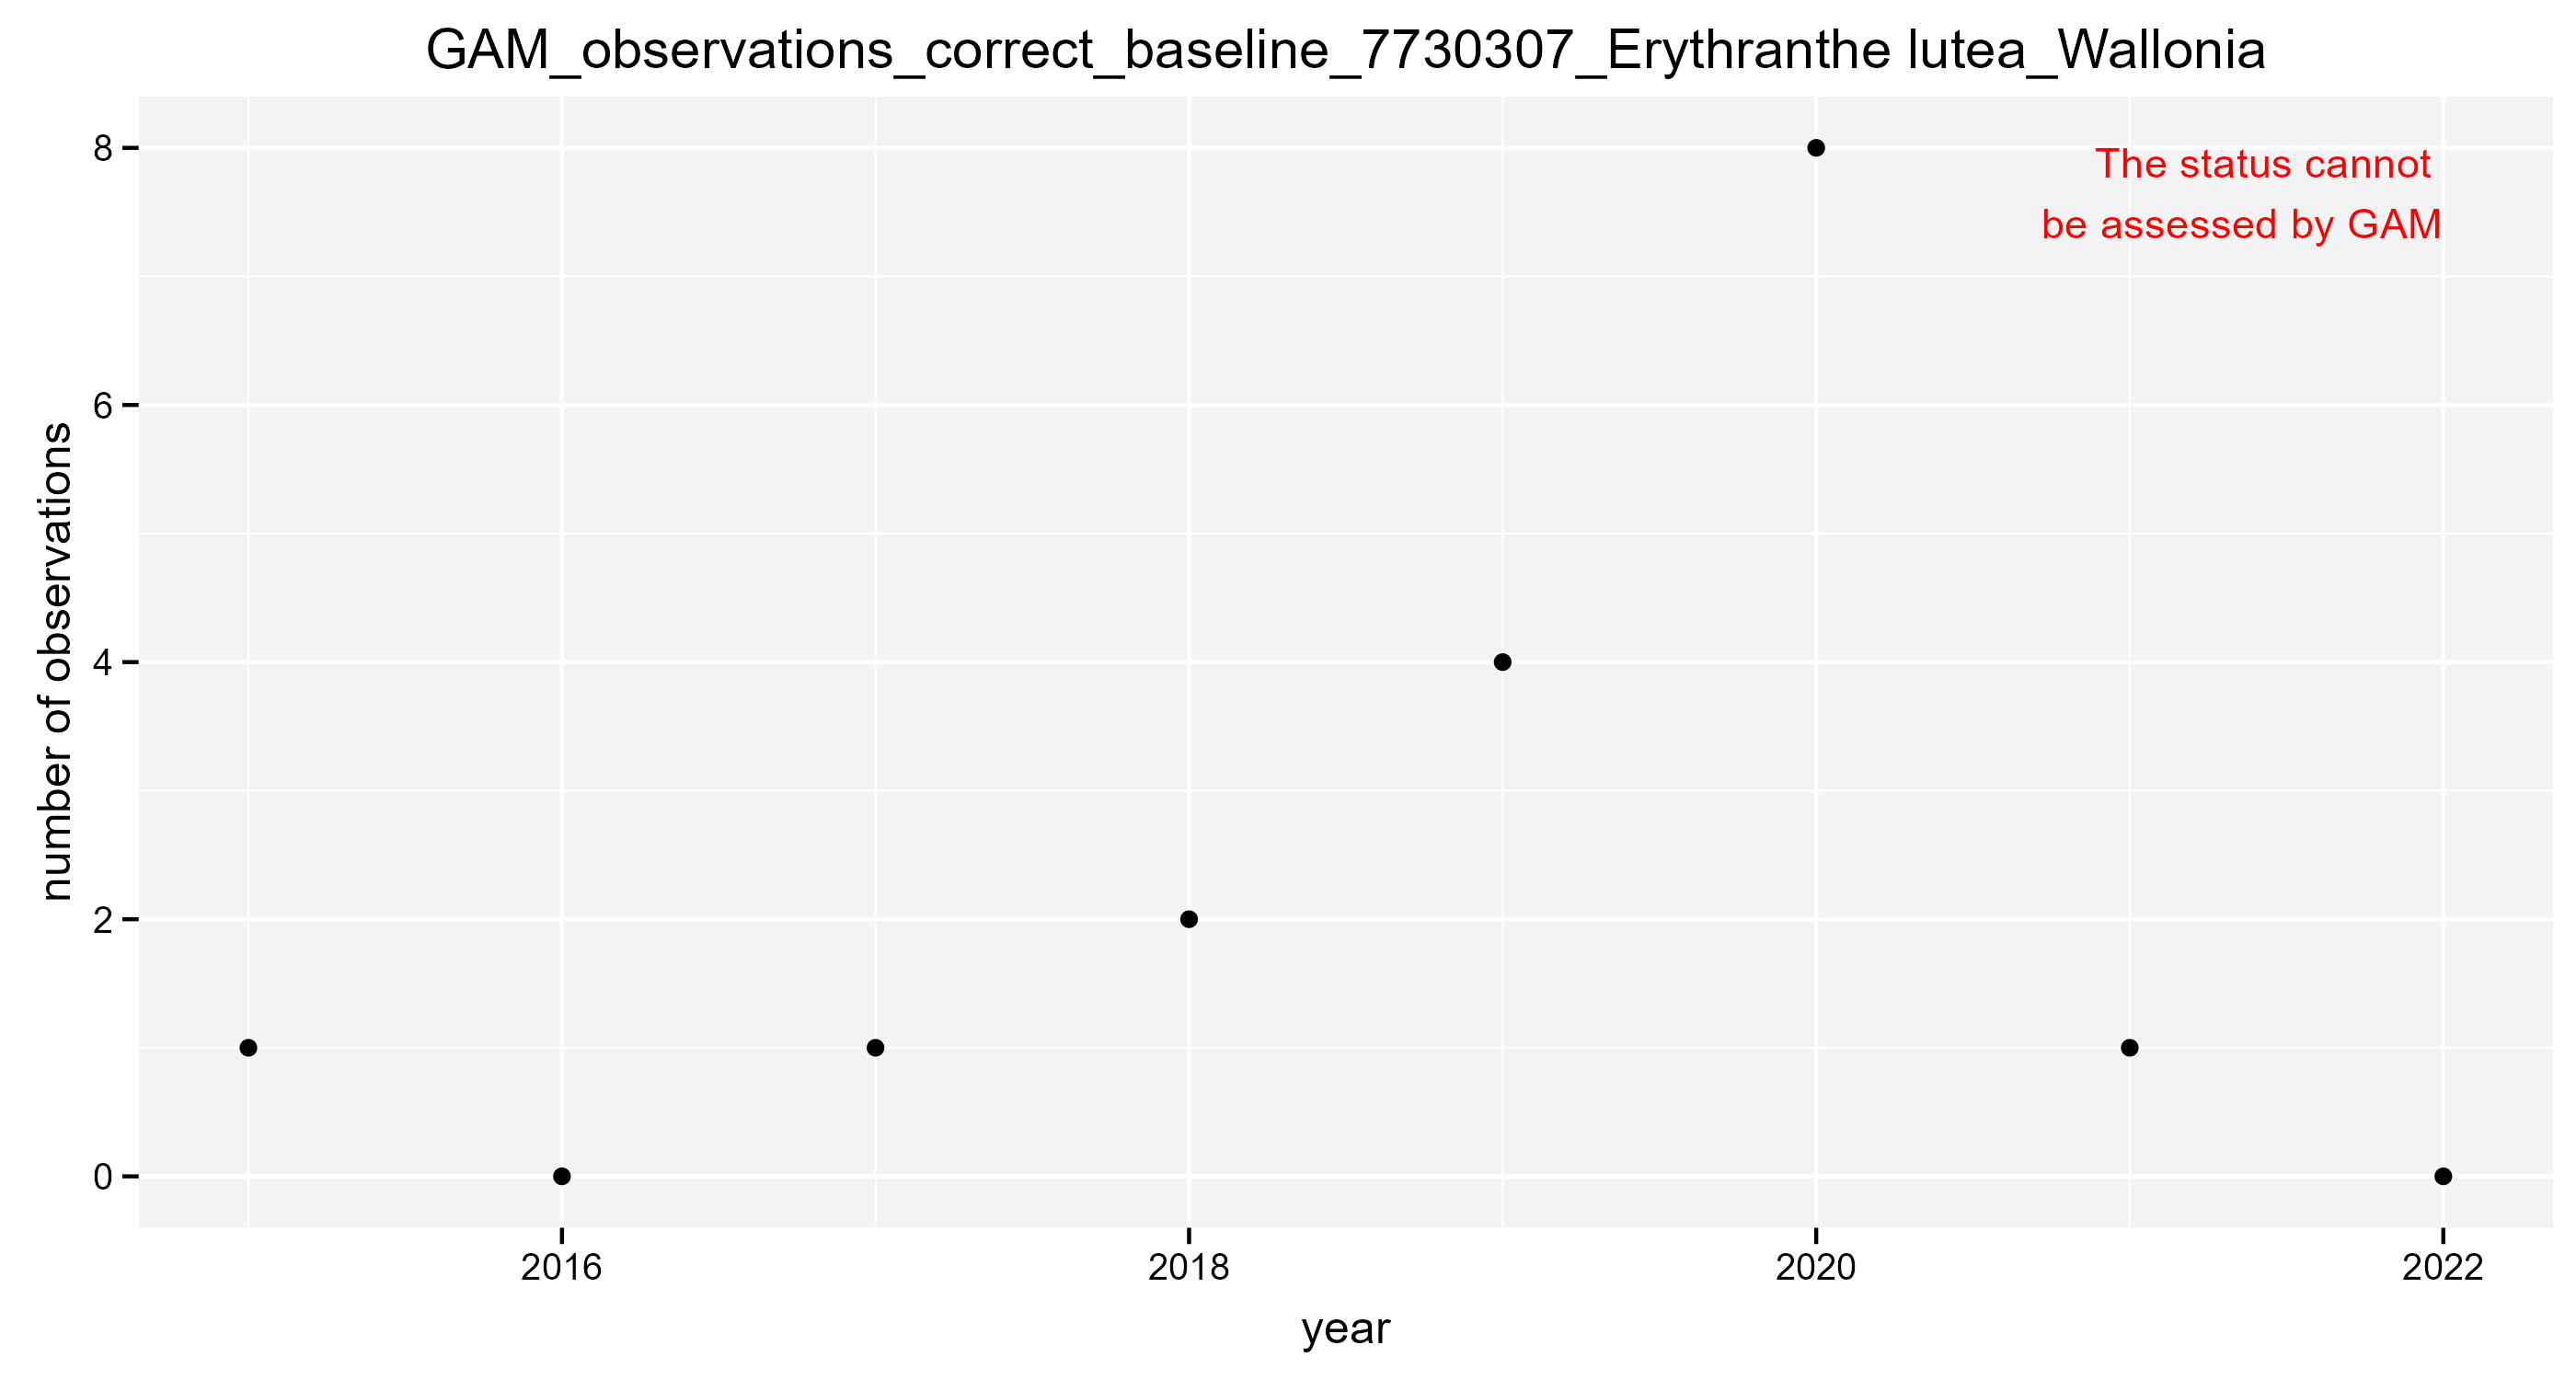 GAM_observations_correct_baseline_7730307_Erythranthe lutea_Wallonia
The status cannot
be assessed by GAM
number of observations
8
6
4
2
0
2016
2018
2020
2022
year